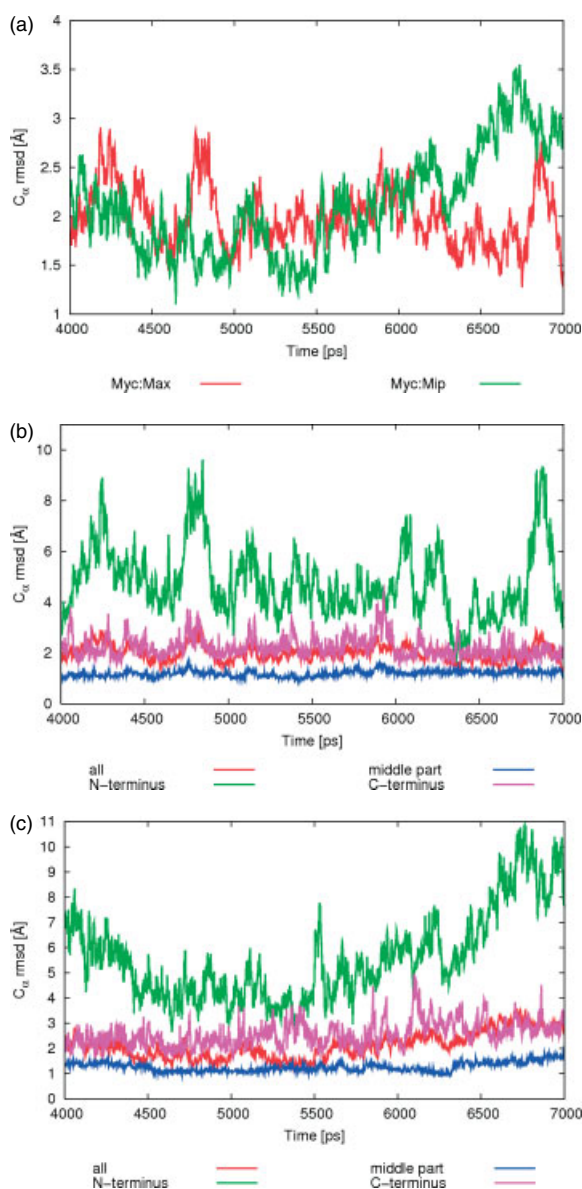 (a)
4
3.5
3
2.5
2
1.5
1
Cα rmsd [Å]
4000 4500 5000 5500 6000 6500 7000
Time [ps]
Myc:Max Myc:Mip
(b)
10
8
6
4
2
0
Cα rmsd [Å]
4000 4500 5000 5500 6000 6500 7000
Time [ps]
all middle part
N-terminus C-terminus
(c)
11
10
9
8
7
6
5
4
3
2
1
0
Cα rmsd [Å]
4000 4500 5000 5500 6000 6500 7000
Time [ps]
all middle part
N-terminus C-terminus